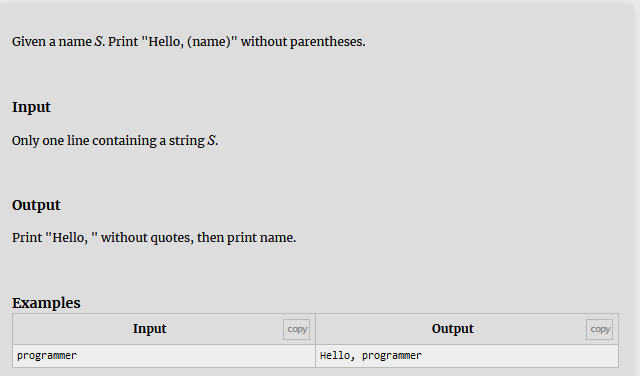 Given a name S. Print "Hello, (name)" without parentheses.
Input
Only one line containing a string S.
Output
Print "Hello, " without quotes, then print name.
Examples
Input copy Output copy
programmer Hello, programmer